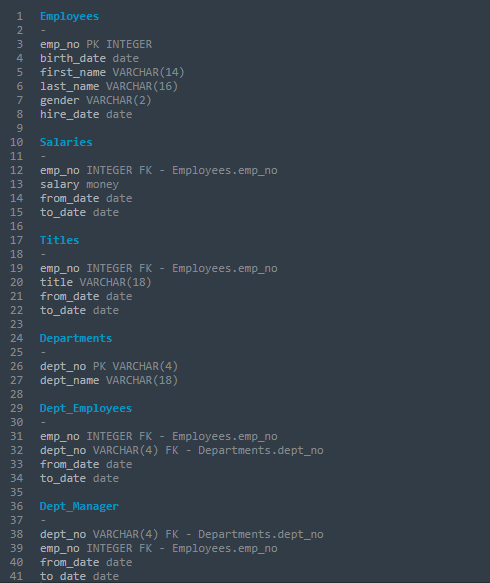 1 Employees
2 -
3 emp_no PK INTEGER
4 birth_date date
5 first_name VARCHAR(14)
6 last_name VARCHAR(16)
7 gender VARCHAR(2)
8 hire_date date
9
10 Salaries
11 -
12 emp_no INTEGER FK - Employees.emp_no
13 salary money
14 from_date date
15 to_date date
16
17 Titles
18 -
19 emp_no INTEGER FK - Employees.emp_no
20 title VARCHAR(18)
21 from_date date
22 to_date date
23
24 Departments
25 -
26 dept_no PK VARCHAR(4)
27 dept_name VARCHAR(18)
28
29 Dept_Employees
30 -
31 emp_no INTEGER FK - Employees.emp_no
32 dept_no VARCHAR(4) FK - Departments.dept_no
33 from_date date
34 to_date date
35
36 Dept_Manager
37 -
38 dept_no VARCHAR(4) FK - Departments.dept_no
39 emp_no INTEGER FK - Employees.emp_no
40 from_date date
41 to_date date